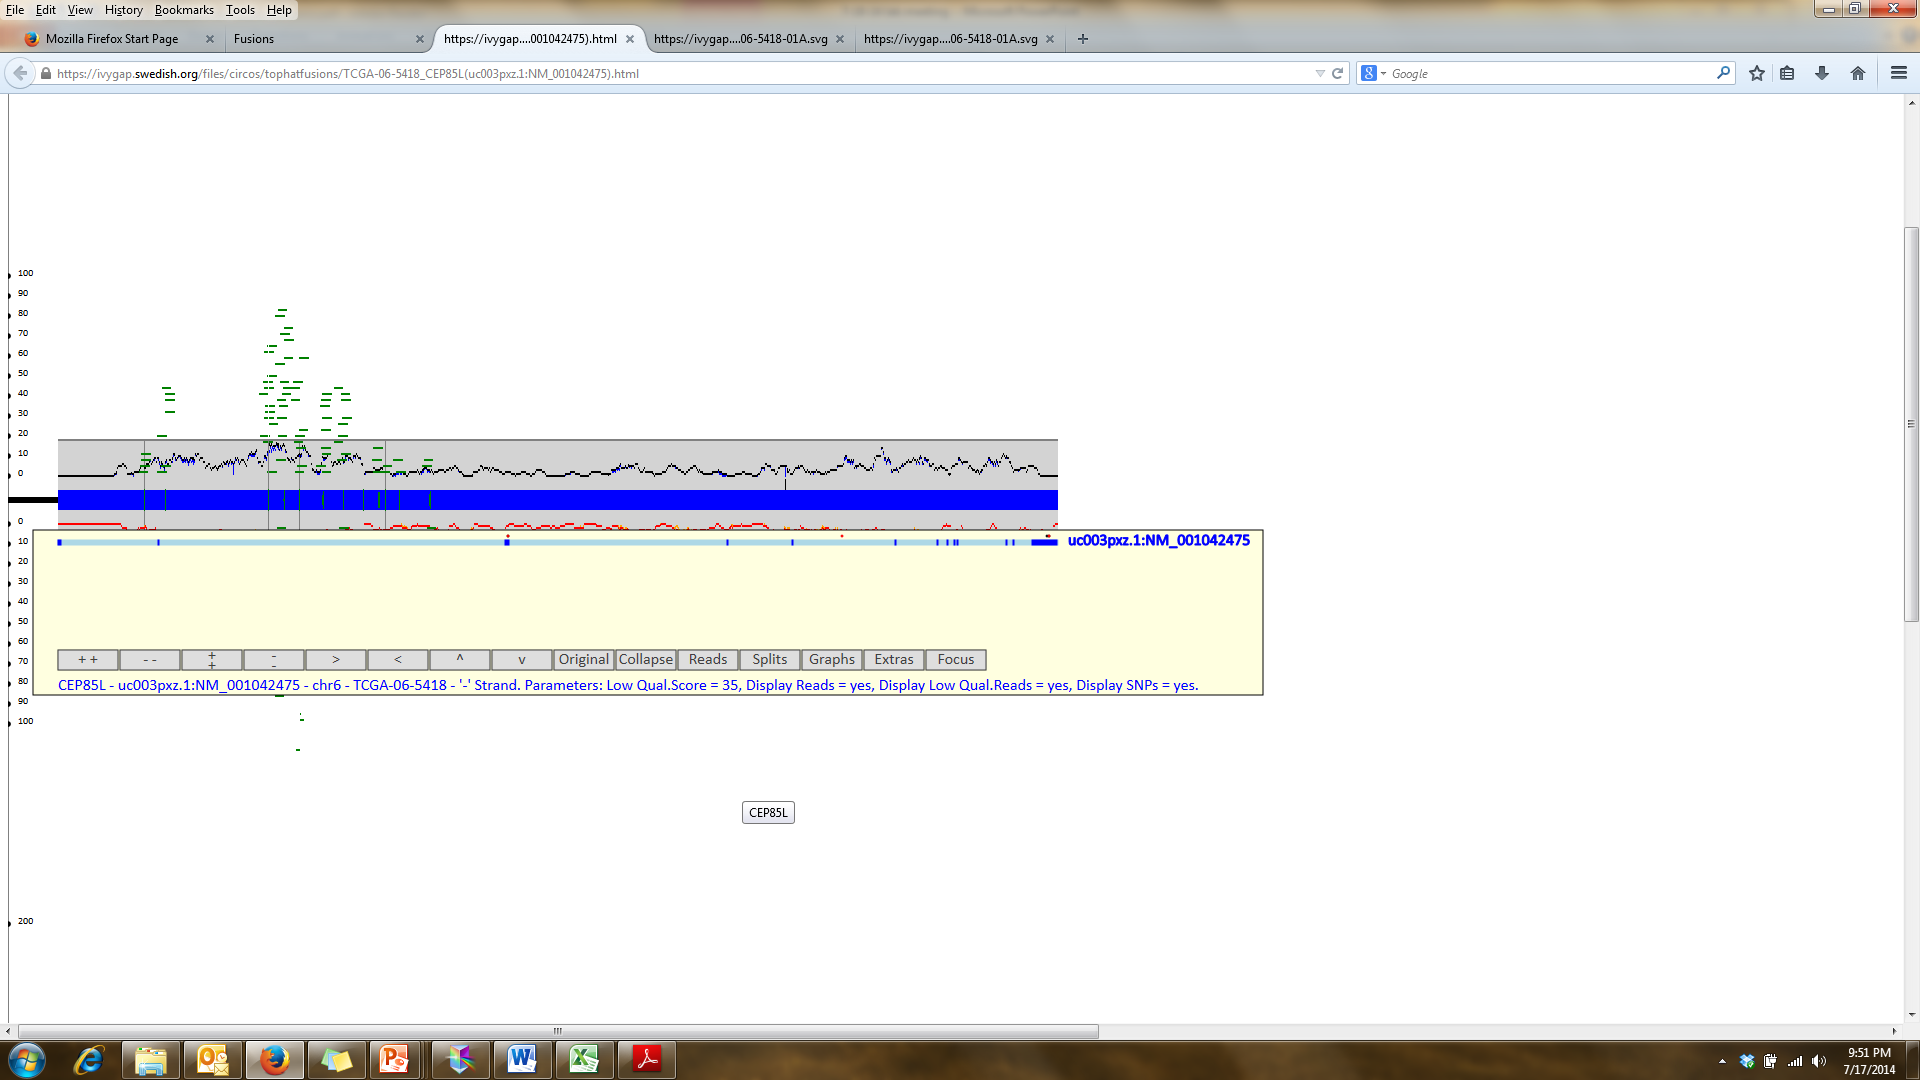 File Edit View History Bookmarks Tools Help
Mozilla Firefox Start Page
Fusions
https://ivygap....001042475).html
https://ivygap....06-5418-01A.svg
https://ivygap....06-5418-01A.svg
https://ivygap.swedish.org/files/circos/tophatfusions/TCGA-06-5418_CEP85L(uc003pxz.1:NM_001042475).html
Google
100
90
80
70
60
50
40
30
20
10
0
0
10
uc003pxz.1:NM_001042475
20
30
40
50
60
70
++ -- + + - - > < ^ v Original Collapse Reads Splits Graphs Extras Focus
80
CEP85L - uc003pxz.1:NM_001042475 - chr6 - TCGA-06-5418 - '-' Strand. Parameters: Low Qual.Score = 35, Display Reads = yes, Display Low Qual.Reads = yes, Display SNPs = yes.
90
100
CEP85L
200
9:51 PM
7/17/2014